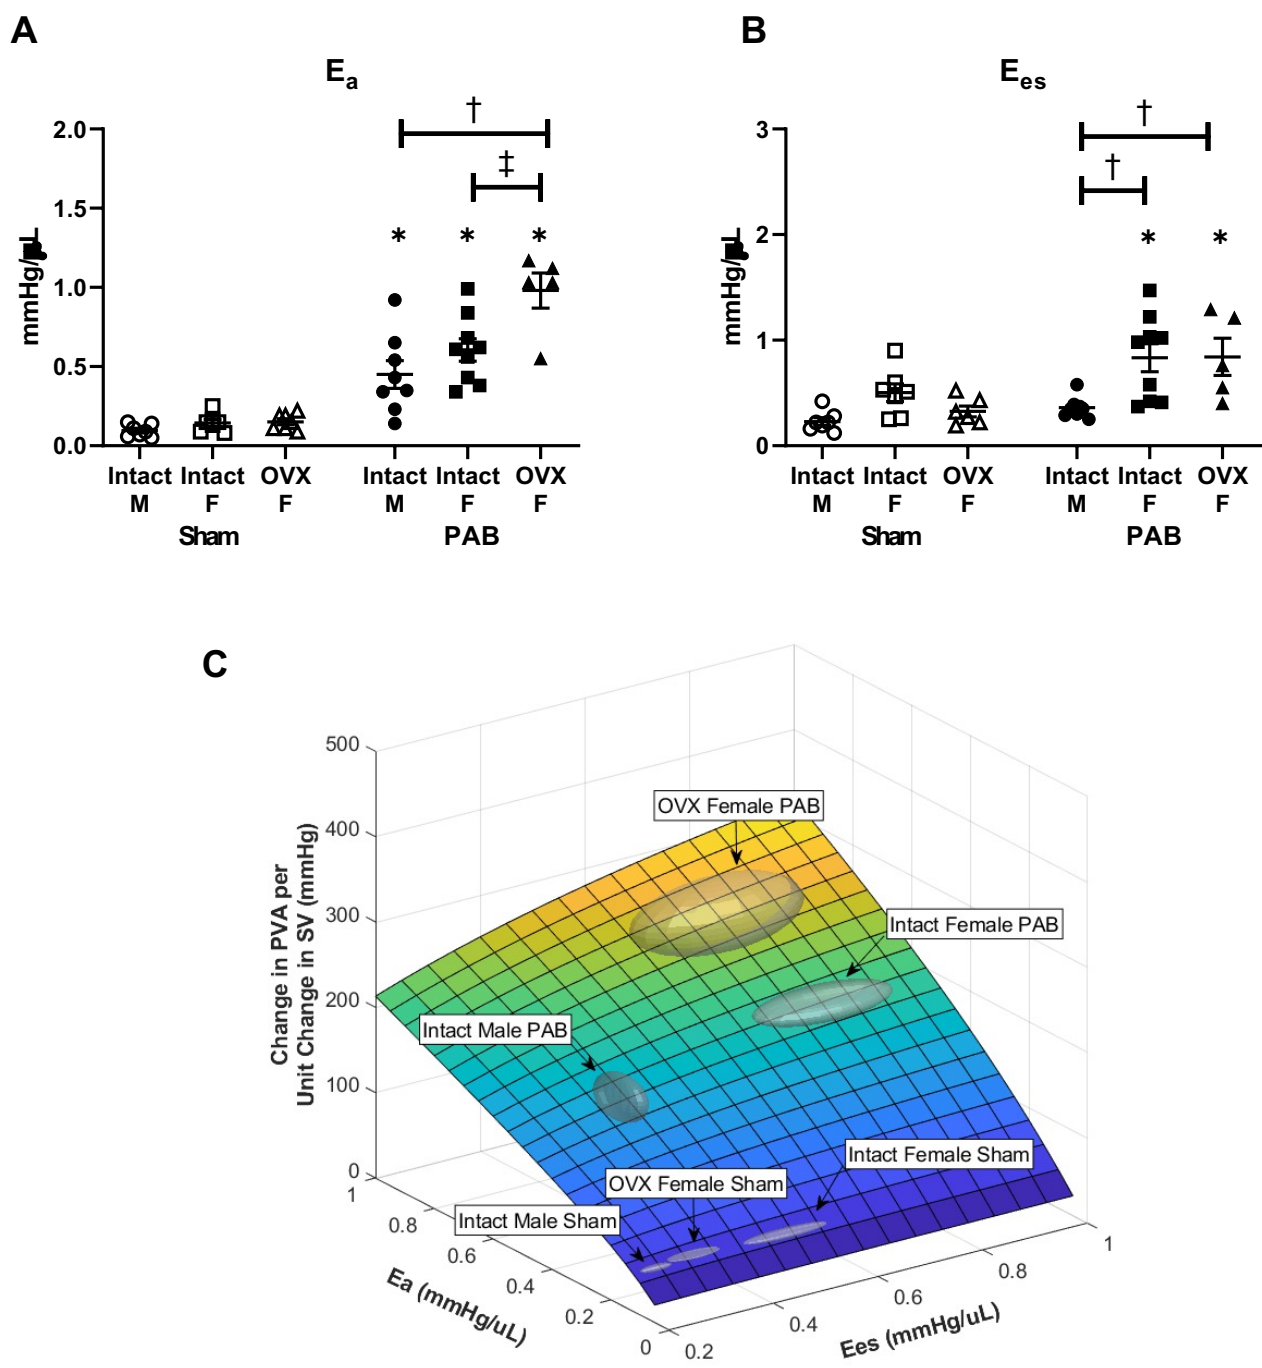 A
E_a
†
‡
* * *
2.0
1.5
1.0
0.5
0.0
mmHg/μL
Intact M
Intact F
OVX F
Intact M
Intact F
OVX F
Sham
PAB
B
E_es
†
†
* *
3
2
1
0
mmHg/μL
Intact M
Intact F
OVX F
Intact M
Intact F
OVX F
Sham
PAB
C
500
400
300
200
100
0
Change in PVA per
Unit Change in SV (mmHg)
OVX Female PAB
Intact Female PAB
Intact Male PAB
Intact Female Sham
OVX Female Sham
Intact Male Sham
1
0.8
0.6
0.4
0.2
0
Ea (mmHg/uL)
0.2
0.4
0.6
0.8
1
Ees (mmHg/uL)